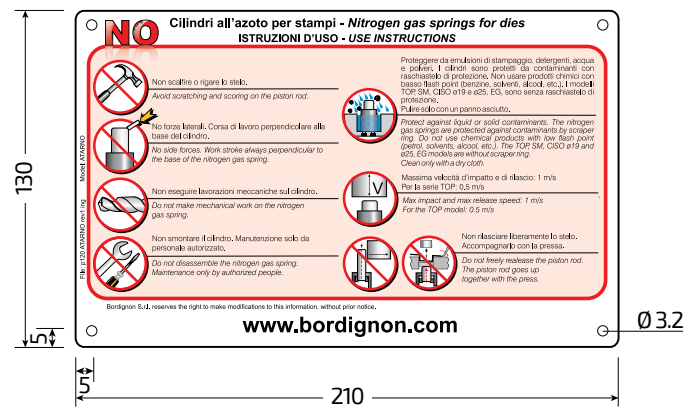 NO
Cilindri all'azoto per stampi - Nitrogen gas springs for dies
ISTRUZIONI D'USO - USE INSTRUCTIONS
Non scalfire o rigare lo stelo.
Avoid scratching and scoring on the piston rod.
No forze laterali. Corsa di lavoro perpendicolare alla
base del cilindro.
No side forces. Work stroke always perpendicular to
the base of the nitrogen gas spring.
Non eseguire lavorazioni meccaniche sul cilindro.
Do not make mechanical work on the nitrogen
gas spring.
Non smontare il cilindro. Manutenzione solo da
personale autorizzato.
Do not disassemble the nitrogen gas spring.
Maintenance only by authorized people.
Proteggere da emulsioni di stampaggio, detergenti, acqua
e polveri. I cilindri sono protetti da contaminanti con
raschiastelo di protezione. Non usare prodotti chimici con
basso flash point (benzine, solventi, alcool, etc.). I modelli
TOP, SM, CISO ø19 e ø25, EG, sono senza raschiastelo di
protezione.
Pulire solo con un panno asciutto.
Protect against liquid or solid contaminants. The nitrogen
gas springs are protected against contaminants by scraper
ring. Do not use chemical products with low flash point
(petrol, solvents, alcool, etc.). The TOP, SM, CISO ø19 and
ø25, EG models are without scraper ring.
Clean only with a dry cloth.
V
Massima velocità d'impatto e di rilascio: 1 m/s
Per la serie TOP: 0,5 m/s
Max impact and max release speed: 1 m/s
For the TOP model: 0.5 m/s
Non rilasciare liberamente lo stelo.
Accompagnarlo con la pressa.
Do not freely realease the piston rod.
The piston rod goes up
together with the press.
File: p120 ATARNO rev1 ing Model: ATARNO
Bordignon S.r.l. reserves the right to make modifications to this information, without prior notice.
www.bordignon.com
130
5
5
210
Ø 3.2